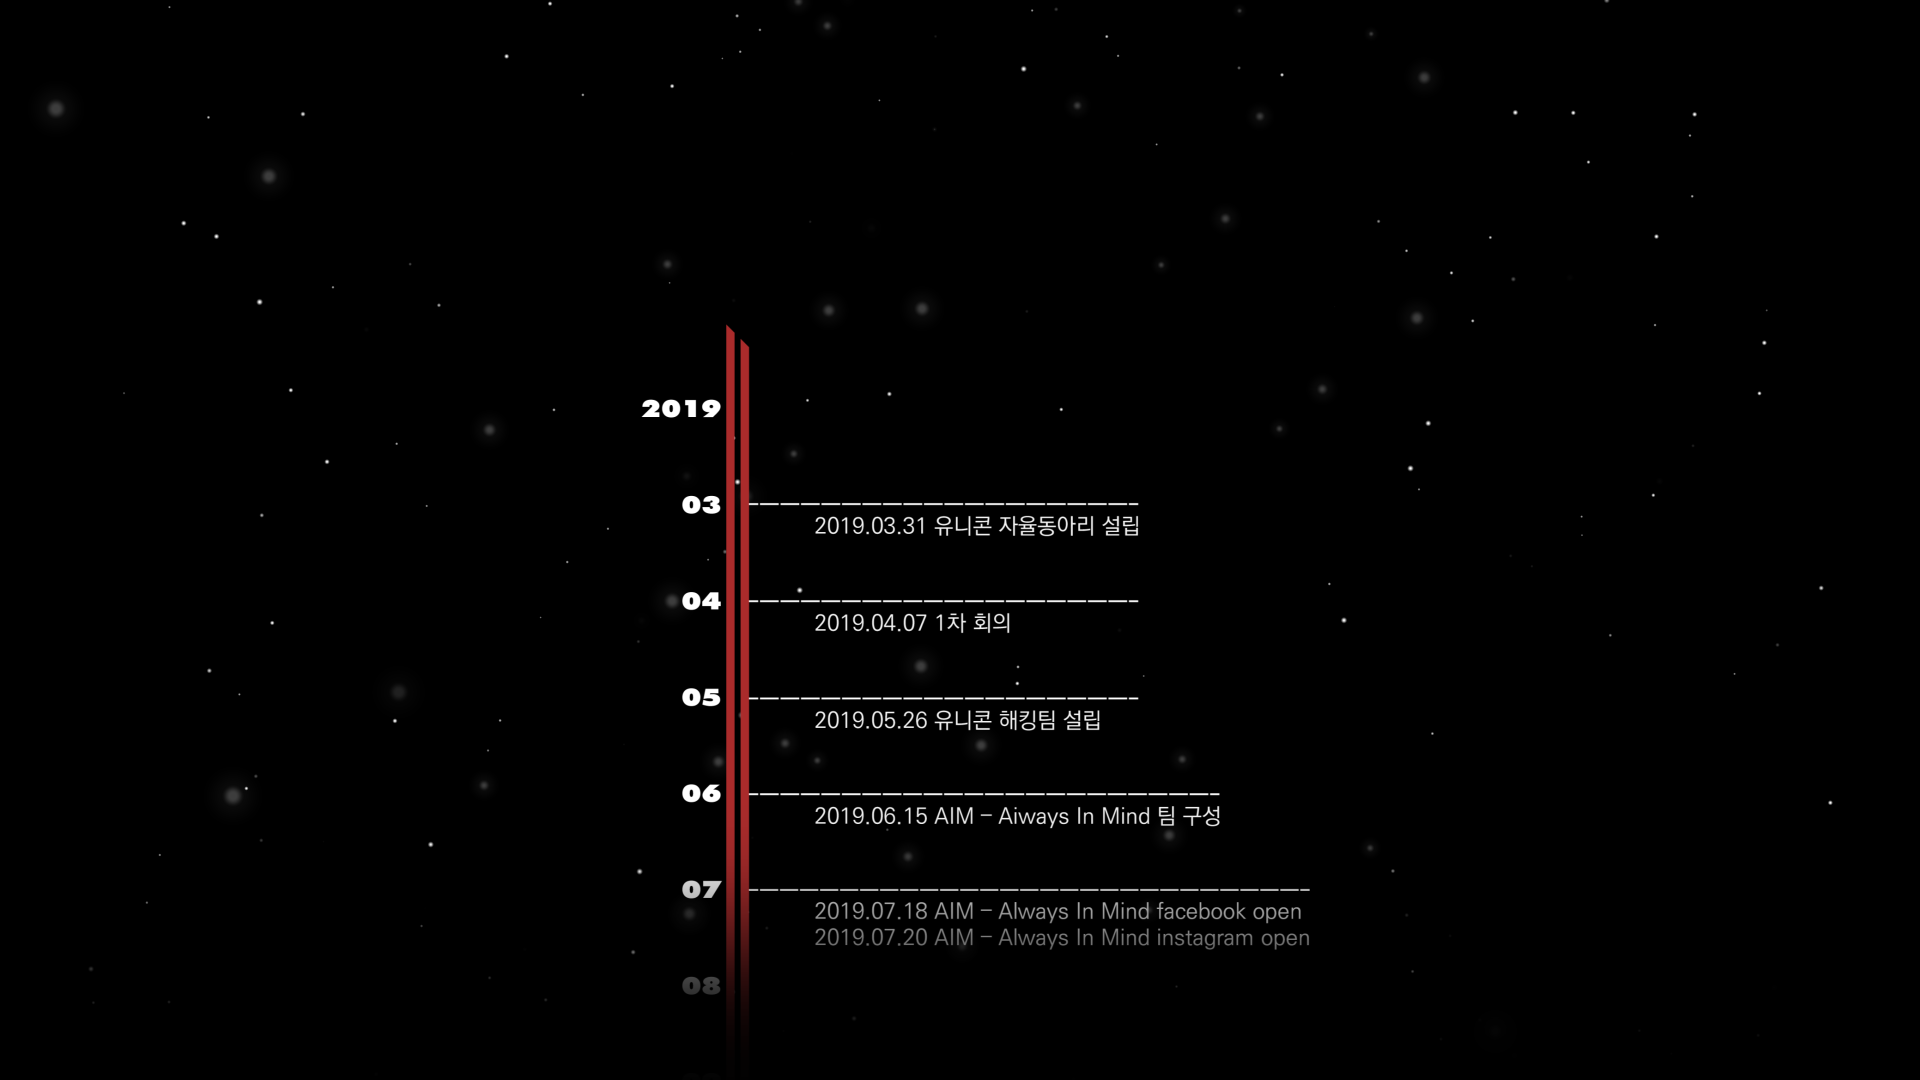 2019
03
2019.03.31 유니콘 자율동아리 설립
04
2019.04.07 1차 회의
05
2019.05.26 유니콘 해킹팀 설립
06
2019.06.15 AIM - Aiways In Mind 팀 구성
07
2019.07.18 AIM - Always In Mind facebook open
2019.07.20 AIM - Always In Mind instagram open
08